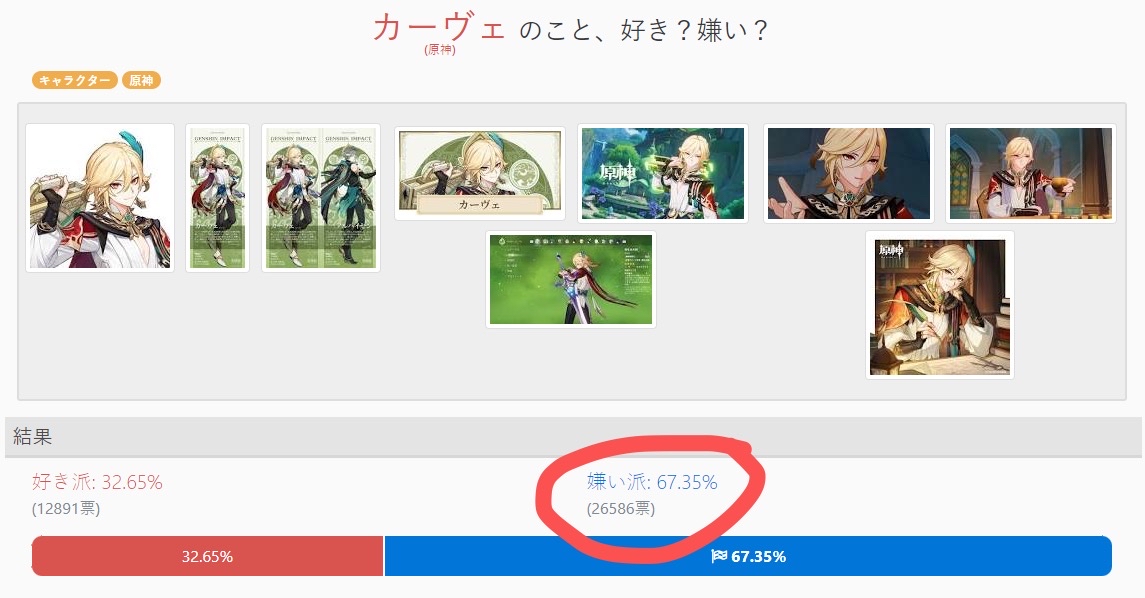 カーヴェ のこと、好き？嫌い？
(原神)
キャラクター 原神
GENSHIN IMPACT
GENSHIN IMPACT GENSHIN IMPACT
カーヴェ
原神
原神
結果
好き派: 32.65%
(12891票)
嫌い派: 67.35%
(26586票)
32.65%
67.35%